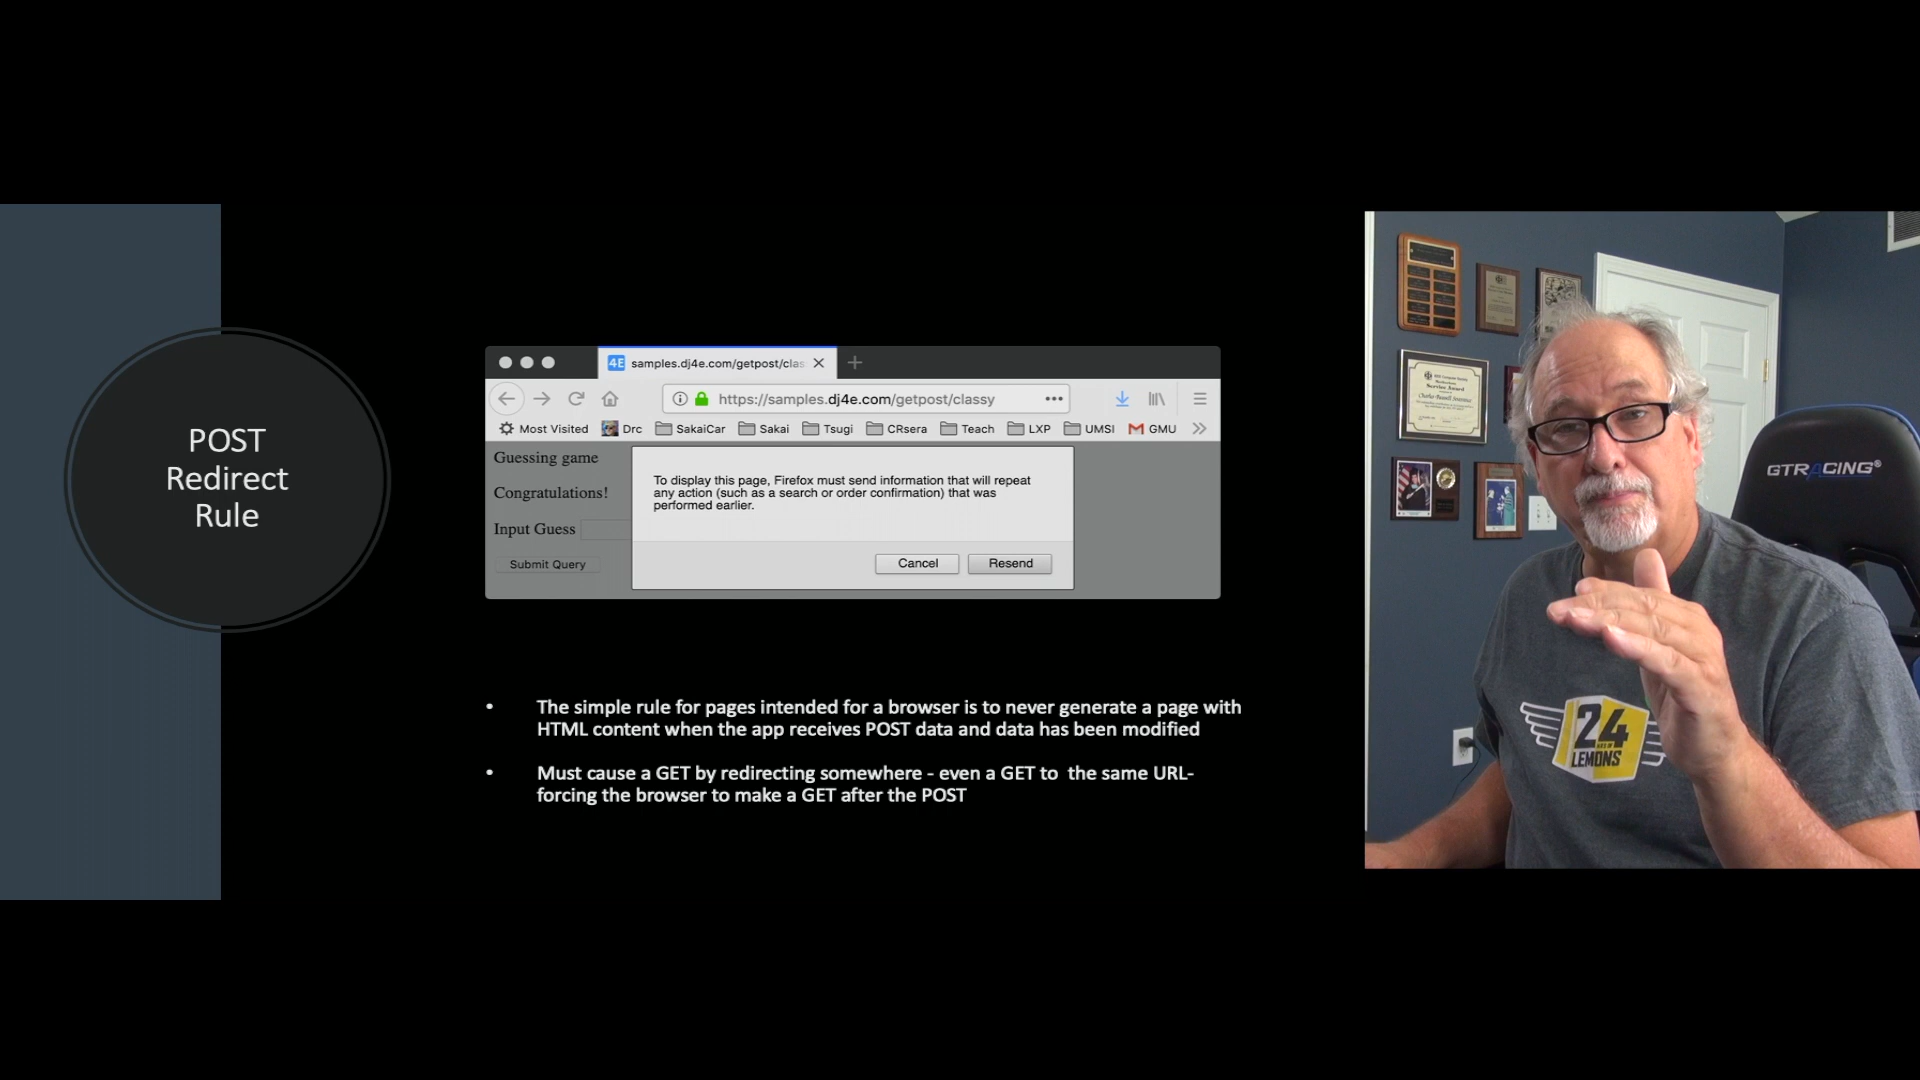 POST
Redirect
Rule
4E samples.dj4e.com/getpost/clas
https://samples.dj4e.com/getpost/classy
Most Visited Drc SakaiCar Sakai Tsugi CRsera Teach LXP UMSI GMU
Guessing game
Congratulations!
Input Guess
Submit Query
To display this page, Firefox must send information that will repeat
any action (such as a search or order confirmation) that was
performed earlier.
Cancel Resend
• The simple rule for pages intended for a browser is to never generate a page with
HTML content when the app receives POST data and data has been modified
• Must cause a GET by redirecting somewhere - even a GET to  the same URL-
forcing the browser to make a GET after the POST
GTRACING®
Service Award
24
LEMONS